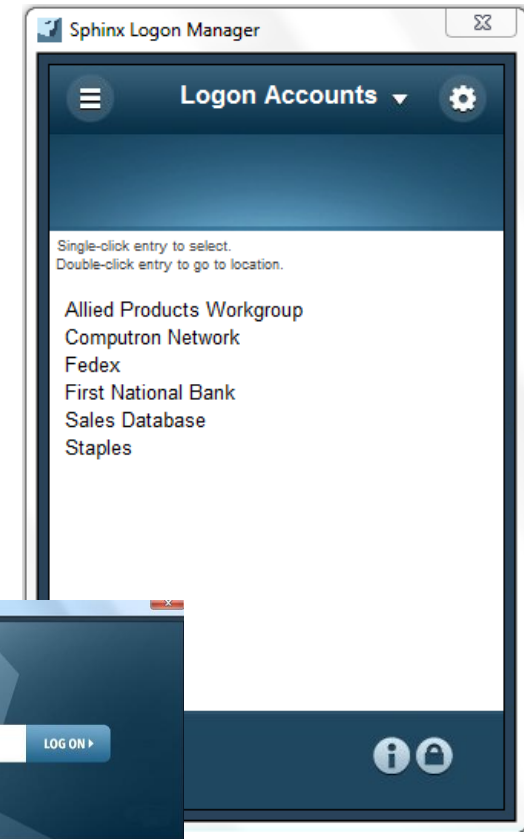 Sphinx Logon Manager
Logon Accounts
Single-click entry to select.
Double-click entry to go to location.
Allied Products Workgroup
Computron Network
Fedex
First National Bank
Sales Database
Staples
LOG ON